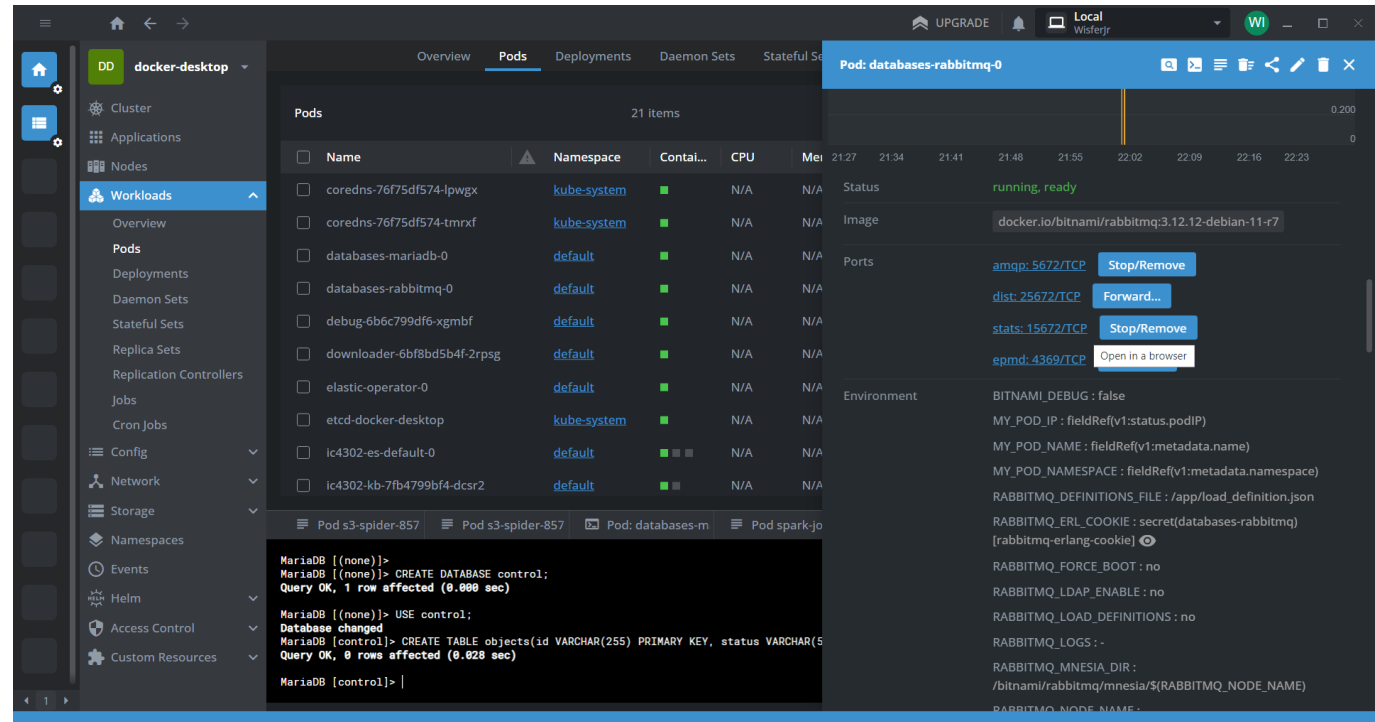 UPGRADE
Local
WisferJr
WI
DD docker-desktop
Cluster
Applications
Nodes
Workloads
Overview
Pods
Deployments
Daemon Sets
Stateful Sets
Replica Sets
Replication Controllers
Jobs
Cron Jobs
Config
Network
Storage
Namespaces
Events
Helm
Access Control
Custom Resources
1
Overview Pods Deployments Daemon Sets Stateful Se
Pods 21 items
Name Namespace Contai... CPU Mer
coredns-76f75df574-lpwgx kube-system N/A N/A
coredns-76f75df574-tmrxf kube-system N/A N/A
databases-mariadb-0 default N/A N/A
databases-rabbitmq-0 default N/A N/A
debug-6b6c799df6-xgmbf default N/A N/A
downloader-6bf8bd5b4f-2rpsg default N/A N/A
elastic-operator-0 default N/A N/A
etcd-docker-desktop kube-system N/A N/A
ic4302-es-default-0 default N/A N/A
ic4302-kb-7fb4799bf4-dcsr2 default N/A N/A
Pod s3-spider-857 Pod s3-spider-857 Pod: databases-m Pod spark-jo
MariaDB [(none)]>
MariaDB [(none)]> CREATE DATABASE control;
Query OK, 1 row affected (0.000 sec)
MariaDB [(none)]> USE control;
Database changed
MariaDB [control]> CREATE TABLE objects(id VARCHAR(255) PRIMARY KEY, status VARCHAR(5
Query OK, 0 rows affected (0.028 sec)
MariaDB [control]>
Pod: databases-rabbitmq-0
0.200
0
21:27 21:34 21:41 21:48 21:55 22:02 22:09 22:16 22:23
Status running, ready
Image docker.io/bitnami/rabbitmq:3.12.12-debian-11-r7
Ports amqp: 5672/TCP Stop/Remove
dist: 25672/TCP Forward...
stats: 15672/TCP Stop/Remove
epmd: 4369/TCP Open in a browser
Environment BITNAMI_DEBUG : false
MY_POD_IP : fieldRef(v1:status.podIP)
MY_POD_NAME : fieldRef(v1:metadata.name)
MY_POD_NAMESPACE : fieldRef(v1:metadata.namespace)
RABBITMQ_DEFINITIONS_FILE : /app/load_definition.json
RABBITMQ_ERL_COOKIE : secret(databases-rabbitmq)
[rabbitmq-erlang-cookie]
RABBITMQ_FORCE_BOOT : no
RABBITMQ_LDAP_ENABLE : no
RABBITMQ_LOAD_DEFINITIONS : no
RABBITMQ_LOGS : -
RABBITMQ_MNESIA_DIR :
/bitnami/rabbitmq/mnesia/$(RABBITMQ_NODE_NAME)
RABBITMQ_NODE_NAME :